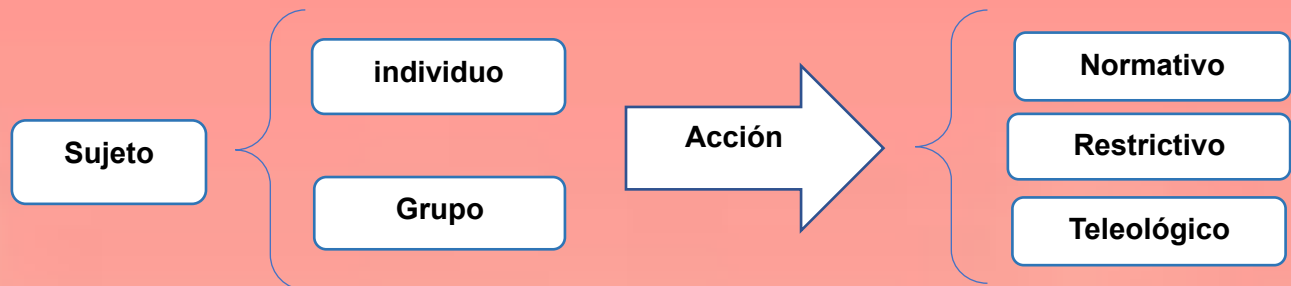 Sujeto
individuo
Grupo
Acción
Normativo
Restrictivo
Teleológico